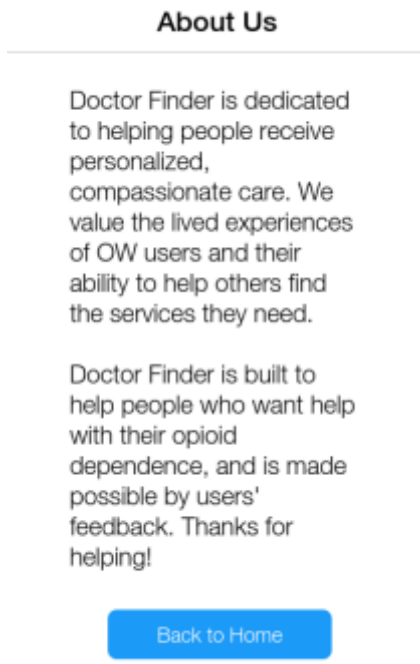 About Us
Doctor Finder is dedicated
to helping people receive
personalized,
compassionate care. We
value the lived experiences
of OW users and their
ability to help others find
the services they need.
Doctor Finder is built to
help people who want help
with their opioid
dependence, and is made
possible by users'
feedback. Thanks for
helping!
Back to Home